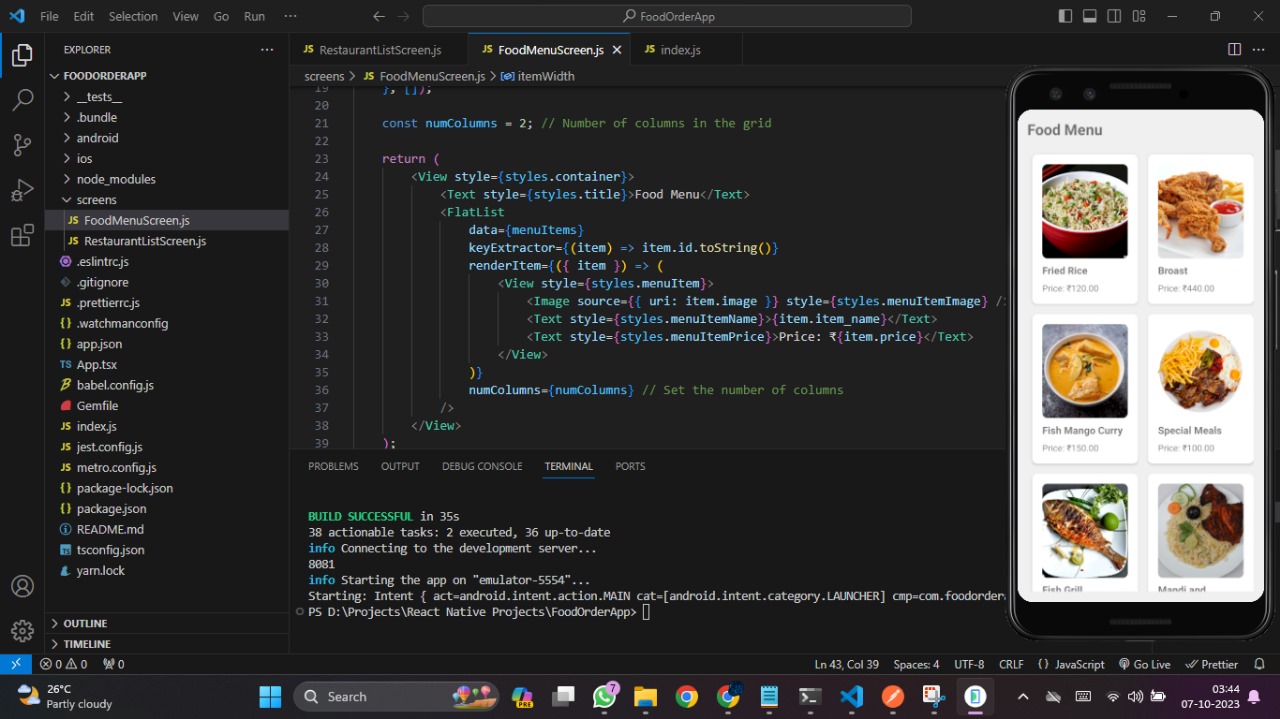 File Edit Selection View Go Run ···
FoodOrderApp
EXPLORER
FOODORDERAPP
__tests__
.bundle
android
ios
node_modules
screens
JS FoodMenuScreen.js
JS RestaurantListScreen.js
.eslintrc.js
.gitignore
JS .prettierrc.js
{} .watchmanconfig
{} app.json
TS App.tsx
babel.config.js
Gemfile
JS index.js
JS jest.config.js
JS metro.config.js
{} package-lock.json
{} package.json
README.md
tsconfig.json
yarn.lock
OUTLINE
TIMELINE
JS RestaurantListScreen.js JS FoodMenuScreen.js JS index.js
screens > JS FoodMenuScreen.js > itemWidth
19 }, []);
20
21 const numColumns = 2; // Number of columns in the grid
22
23 return (
24 <View style={styles.container}>
25 <Text style={styles.title}>Food Menu</Text>
26 <FlatList
27 data={menuItems}
28 keyExtractor={(item) => item.id.toString()}
29 renderItem={({ item }) => (
30 <View style={styles.menuItem}>
31 <Image source={{ uri: item.image }} style={styles.menuItemImage} />
32 <Text style={styles.menuItemName}>{item.item_name}</Text>
33 <Text style={styles.menuItemPrice}>Price: ₹{item.price}</Text>
34 </View>
35 )}
36 numColumns={numColumns} // Set the number of columns
37 />
38 </View>
39 );
PROBLEMS OUTPUT DEBUG CONSOLE TERMINAL PORTS
BUILD SUCCESSFUL in 35s
38 actionable tasks: 2 executed, 36 up-to-date
info Connecting to the development server...
8081
info Starting the app on "emulator-5554"...
Starting: Intent { act=android.intent.action.MAIN cat=[android.intent.category.LAUNCHER] cmp=com.foodorder
PS D:\Projects\React Native Projects\FoodOrderApp>
Food Menu
Fried Rice
Price: ₹120.00
Broast
Price: ₹440.00
Fish Mango Curry
Price: ₹150.00
Special Meals
Price: ₹100.00
Fish Grill
Mandi and
0 0 0
Ln 43, Col 39 Spaces: 4 UTF-8 CRLF {} JavaScript Go Live Prettier
26°C
Partly cloudy
Search
PRE
7
03:44
07-10-2023